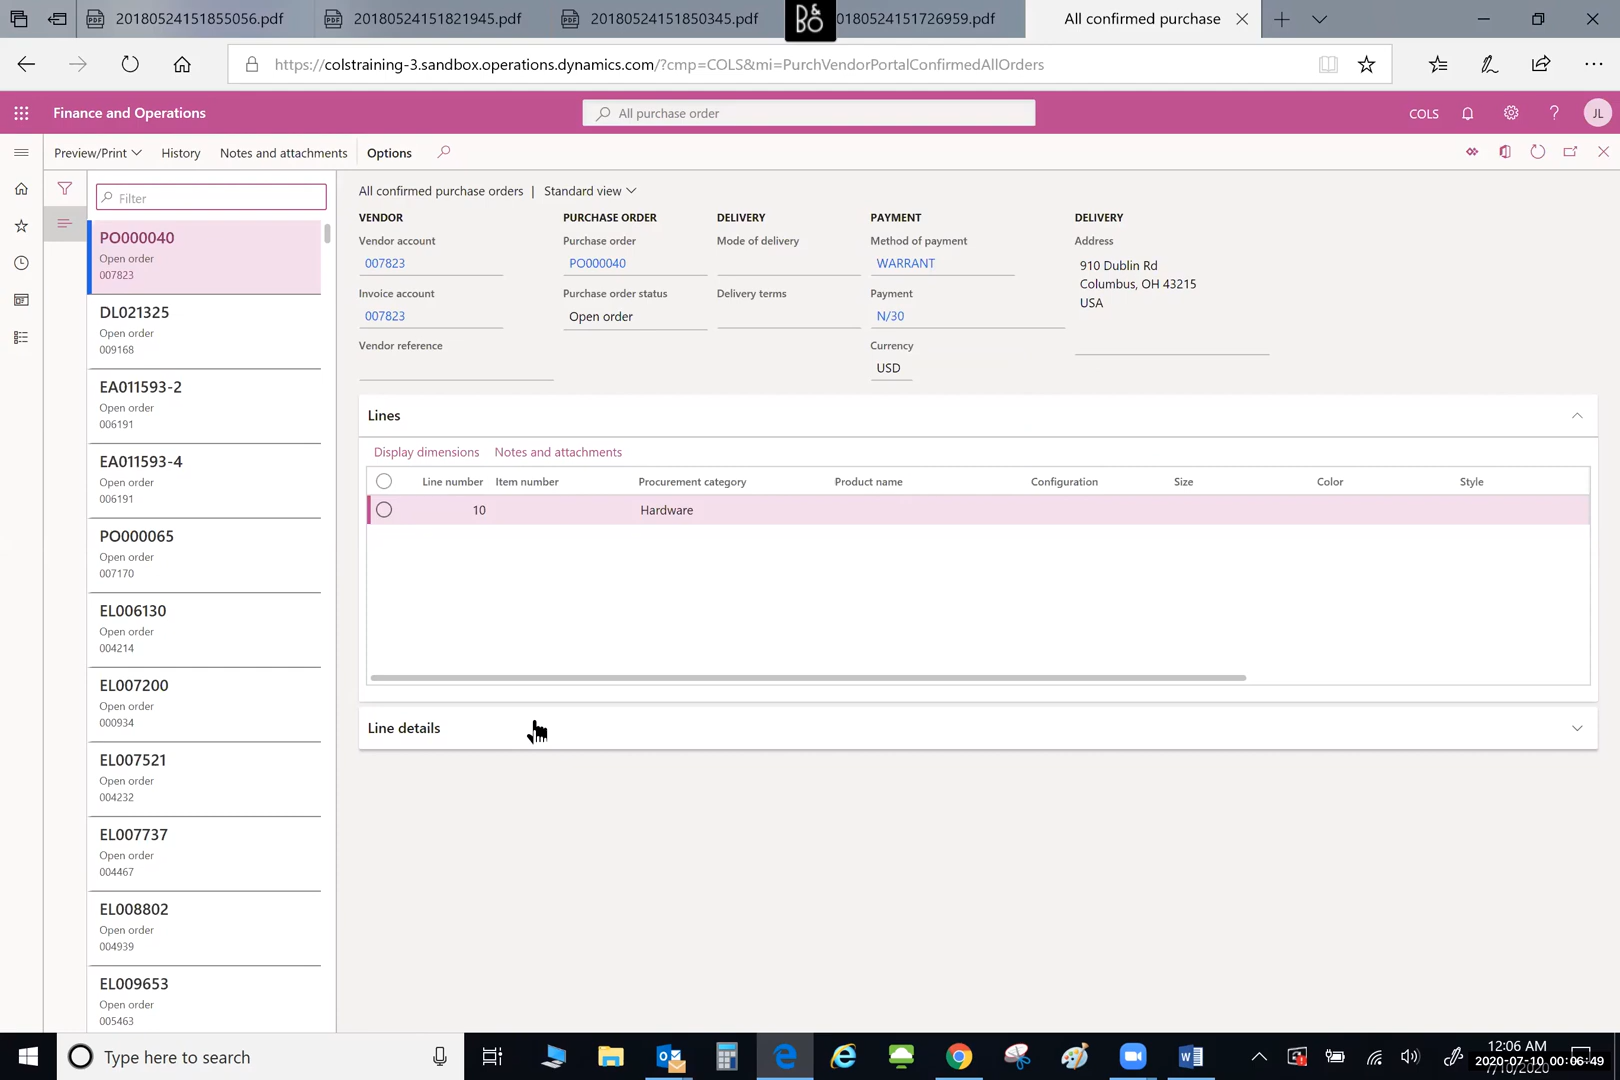 20180524151855056.pdf
20180524151821945.pdf
20180524151850345.pdf
B&O
018052415​1726959.pdf
All confirmed purchase
https://colstraining-3.sandbox.operations.dynamics.com/?cmp=COLS&mi=PurchVendorPortalConfirmedAllOrders
Finance and Operations
All purchase order
COLS
JL
Preview/Print
History
Notes and attachments
Options
Filter
PO000040
Open order
007823
DL021325
Open order
009168
EA011593-2
Open order
006191
EA011593-4
Open order
006191
PO000065
Open order
007170
EL006130
Open order
004214
EL007200
Open order
000934
EL007521
Open order
004232
EL007737
Open order
004467
EL008802
Open order
004939
EL009653
Open order
005463
All confirmed purchase orders | Standard view
VENDOR
Vendor account
007823
Invoice account
007823
Vendor reference
PURCHASE ORDER
Purchase order
PO000040
Purchase order status
Open order
DELIVERY
Mode of delivery
Delivery terms
PAYMENT
Method of payment
WARRANT
Payment
N/30
Currency
USD
DELIVERY
Address
910 Dublin Rd
Columbus, OH 43215
USA
Lines
Display dimensions Notes and attachments
Line number Item number Procurement category Product name Configuration Size Color Style
10 Hardware
Line details
Type here to search
12:06 AM
2020-07-10 00:06:49